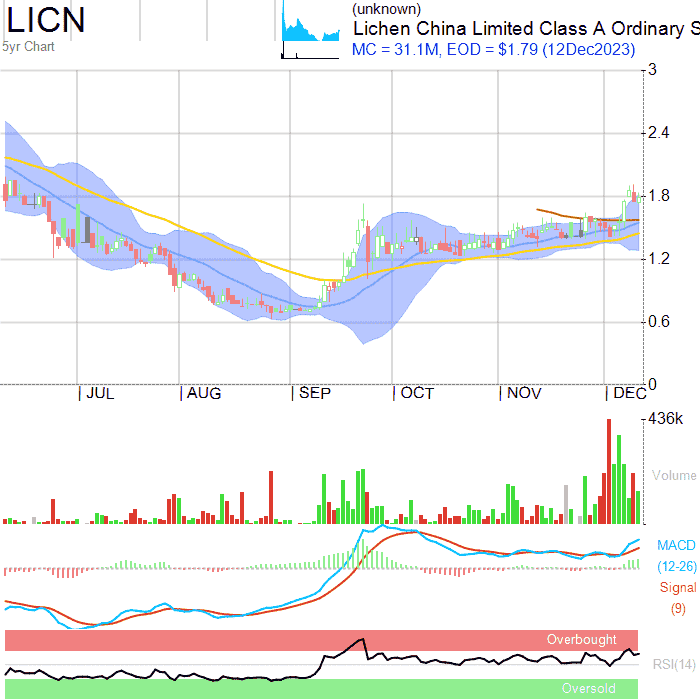 LICN
5yr Chart
(unknown)
Lichen China Limited Class A Ordinary S
MC = 31.1M, EOD = $1.79 (12Dec2023)
3
2.4
1.8
1.2
0.6
0
JUL AUG SEP OCT NOV DEC
436k
Volume
MACD
(12-26)
Signal
(9)
Overbought
RSI(14)
Oversold